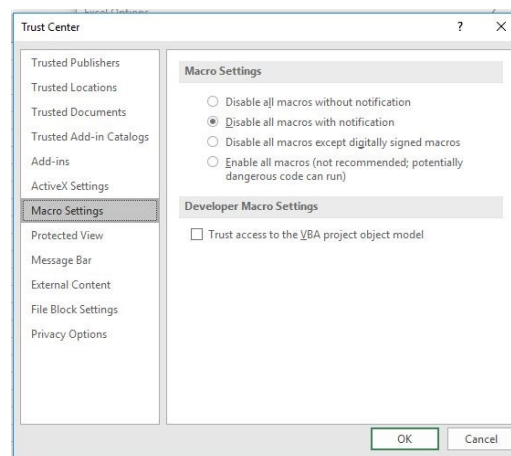 Excel Options
Trust Center
?
Trusted Publishers
Trusted Locations
Trusted Documents
Trusted Add-in Catalogs
Add-ins
ActiveX Settings
Macro Settings
Protected View
Message Bar
External Content
File Block Settings
Privacy Options
Macro Settings
Disable all macros without notification
Disable all macros with notification
Disable all macros except digitally signed macros
Enable all macros (not recommended; potentially
dangerous code can run)
Developer Macro Settings
Trust access to the VBA project object model
OK
Cancel